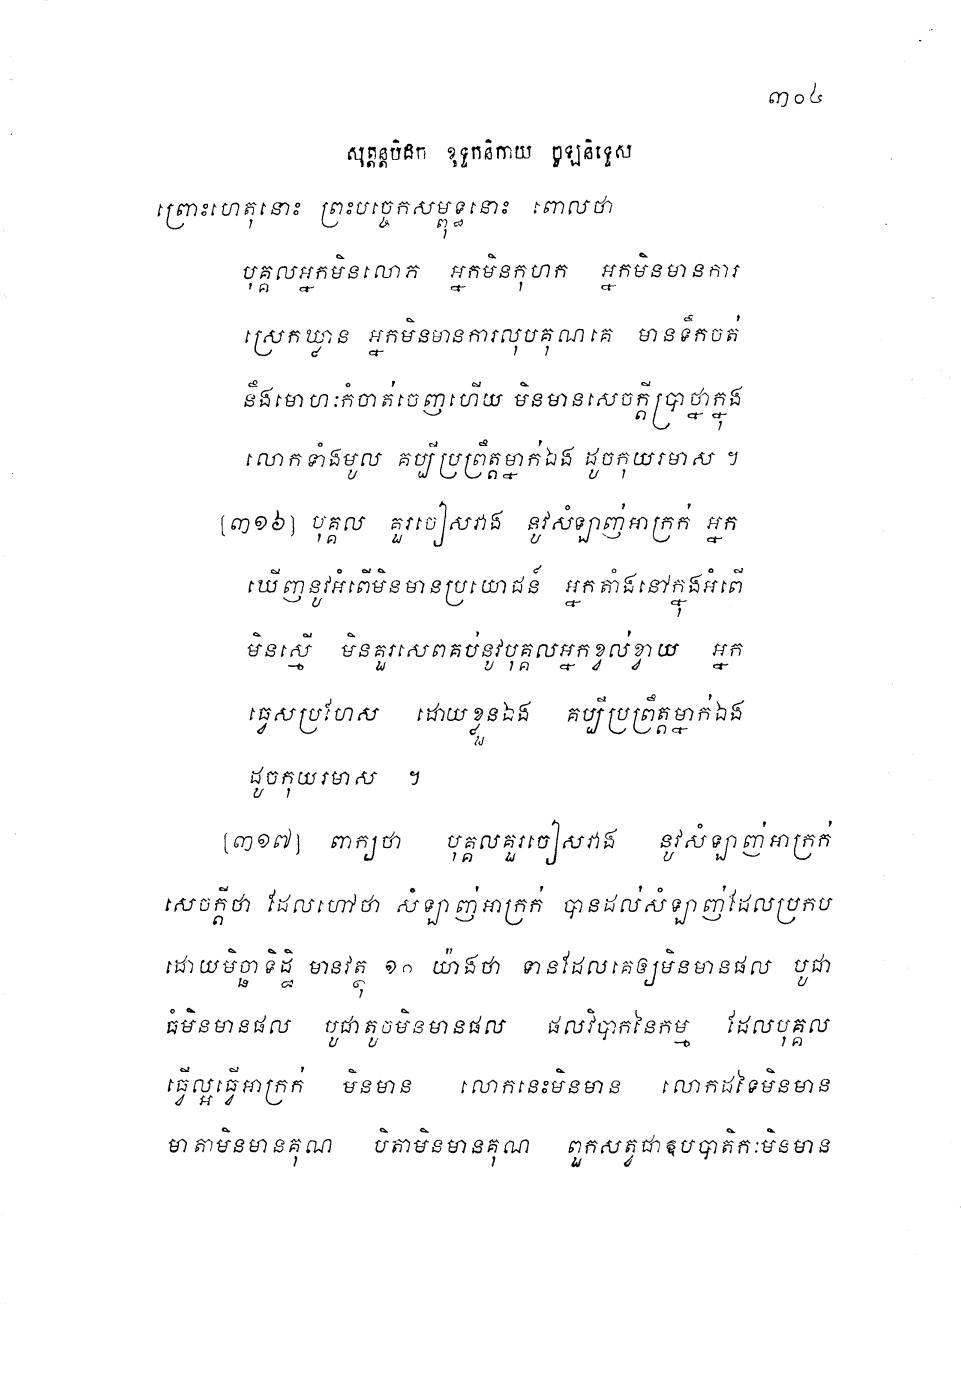 ៣០៤
សុត្តន្តបិដក ខុទ្ទកនិកាយ ចូឡនិទ្ទេស
ព្រោះហេតុនោះ ព្រះបច្ចេកសម្ពុទ្ធនោះ ពោលថា
បុគ្គលអ្នកមិនលោភ អ្នកមិនកុហក អ្នកមិនមានការ
ស្រេកឃ្លាន អ្នកមិនមានការលុបគុណគេ មានទឹកចត់
នឹងមោហៈកំចាត់ចេញហើយ មិនមានសេចក្តីប្រាថ្នាក្នុង
លោកទាំងមូល គប្បីប្រព្រឹត្តម្នាក់ឯង ដូចកុយរមាស ។
[៣១៦] បុគ្គល គួរចៀសវាង នូវសំឡាញ់អាក្រក់ អ្នក
ឃើញនូវអំពើមិនមានប្រយោជន៍ អ្នកតាំងនៅក្នុងអំពើ
មិនស្មើ មិនគួរសេពគប់នូវបុគ្គលអ្នកខ្វល់ខ្វាយ អ្នក
ធ្វេសប្រហែស ដោយខ្លួនឯង គប្បីប្រព្រឹត្តម្នាក់ឯង
ដូចកុយរមាស ។
[៣១៧] ពាក្យថា បុគ្គលគួរចៀសវាង នូវសំឡាញ់អាក្រក់
សេចក្តីថា ដែលហៅថា សំឡាញ់អាក្រក់ បានដល់សំឡាញ់ដែលប្រកប
ដោយមិច្ឆាទិដ្ឋិ មានវត្ថុ ១០ យ៉ាងថា ទានដែលគេឲ្យមិនមានផល បូជា
ធំមិនមានផល បូជាតូចមិនមានផល ផលវិបាកនៃកម្ម ដែលបុគ្គល
ធ្វើល្អធ្វើអាក្រក់ មិនមាន លោកនេះមិនមាន លោកដទៃមិនមាន
មាតាមិនមានគុណ បិតាមិនមានគុណ ពួកសត្វជាឧបបាតិកៈមិនមាន